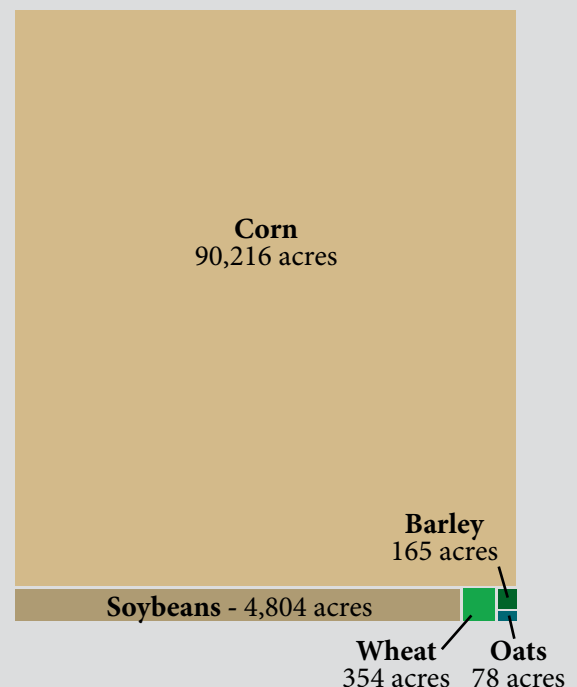 Corn
90,216 acres
Barley
165 acres
Soybeans - 4,804 acres
Wheat
354 acres
Oats
78 acres